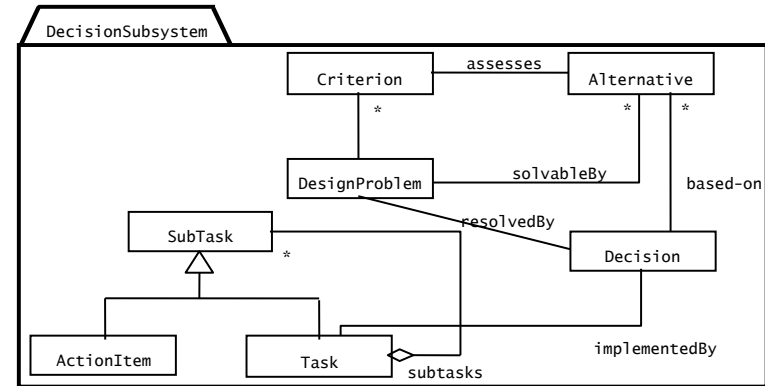 DecisionSubsystem
assesses
Criterion
Alternative
*
*
*
solvableBy
DesignProblem
based-on
resolvedBy
SubTask
*
Decision
implementedBy
ActionItem
Task
subtasks